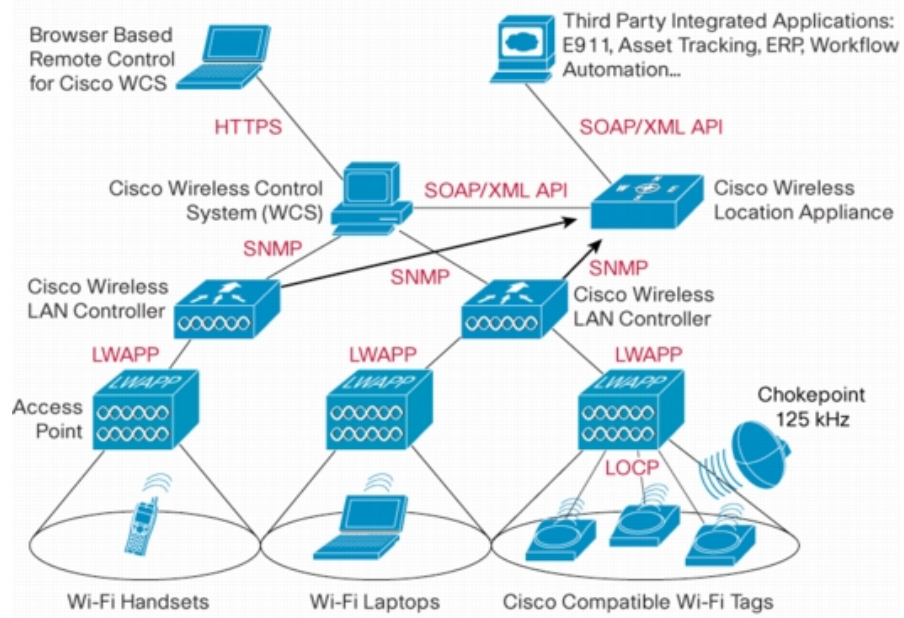 Browser Based
Remote Control
for Cisco WCS
Third Party Integrated Applications:
E911, Asset Tracking, ERP, Workflow
Automation...
HTTPS
SOAP/XML API
Cisco Wireless Control
System (WCS)
SOAP/XML API
N
W
E
S
Cisco Wireless
Location Appliance
SNMP
SNMP
SNMP
Cisco Wireless
LAN Controller
Cisco Wireless
LAN Controller
LWAPP
LWAPP
LWAPP
LWAPP
LWAPP
LWAPP
Access
Point
Chokepoint
125 kHz
LOCP
Wi-Fi Handsets
Wi-Fi Laptops
Cisco Compatible Wi-Fi Tags